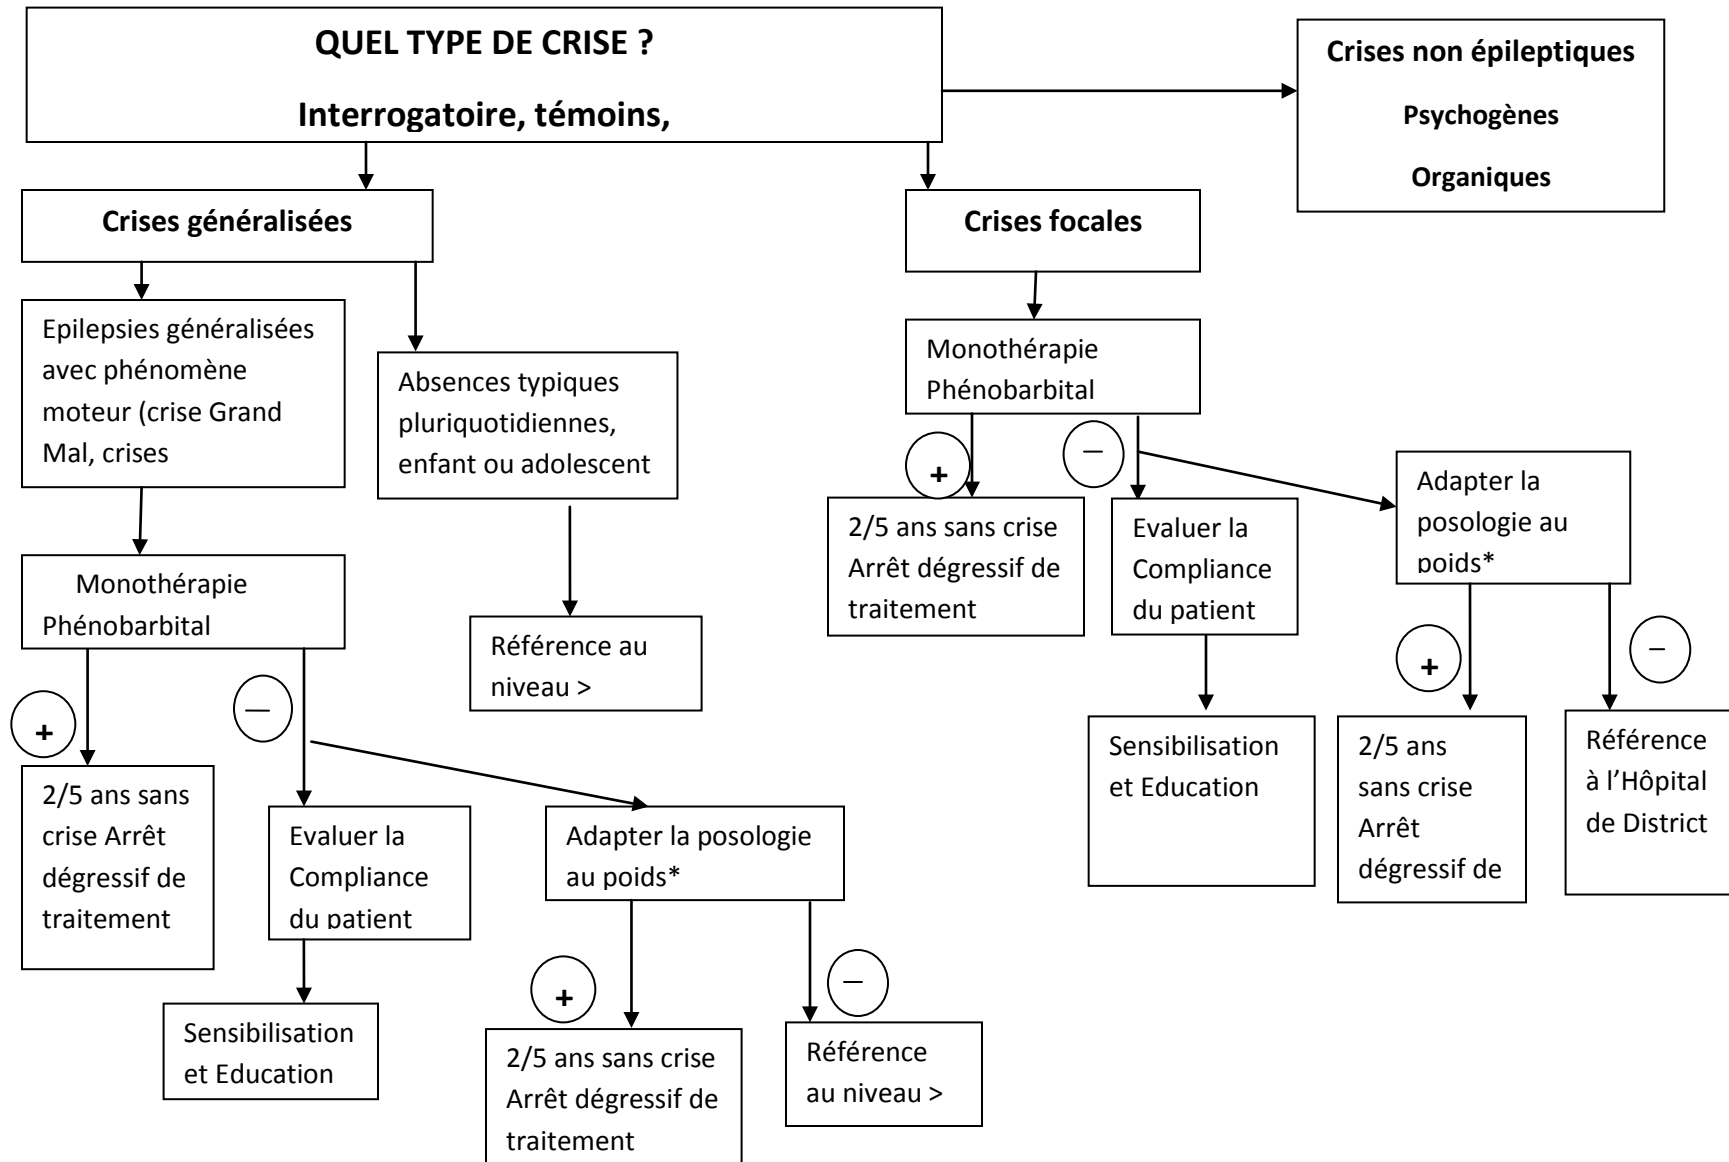 QUEL TYPE DE CRISE ?
Interrogatoire, témoins,
Crises non épileptiques
Psychogènes
Organiques
Crises généralisées
Crises focales
Epilepsies généralisées
avec phénomène
moteur (crise Grand
Mal, crises
Absences typiques
pluriquotidiennes,
enfant ou adolescent
Monothérapie
Phénobarbital
+
—
2/5 ans sans crise
Arrêt dégressif de
traitement
Evaluer la
Compliance
du patient
Adapter la
posologie au
poids*
Monothérapie
Phénobarbital
Référence au
niveau >
+
—
+
—
Sensibilisation
et Education
2/5 ans
sans crise
Arrêt
dégressif de
Référence
à l’Hôpital
de District
2/5 ans sans
crise Arrêt
dégressif de
traitement
Evaluer la
Compliance
du patient
Adapter la posologie
au poids*
+
—
Sensibilisation
et Education
2/5 ans sans crise
Arrêt dégressif de
traitement
Référence
au niveau >